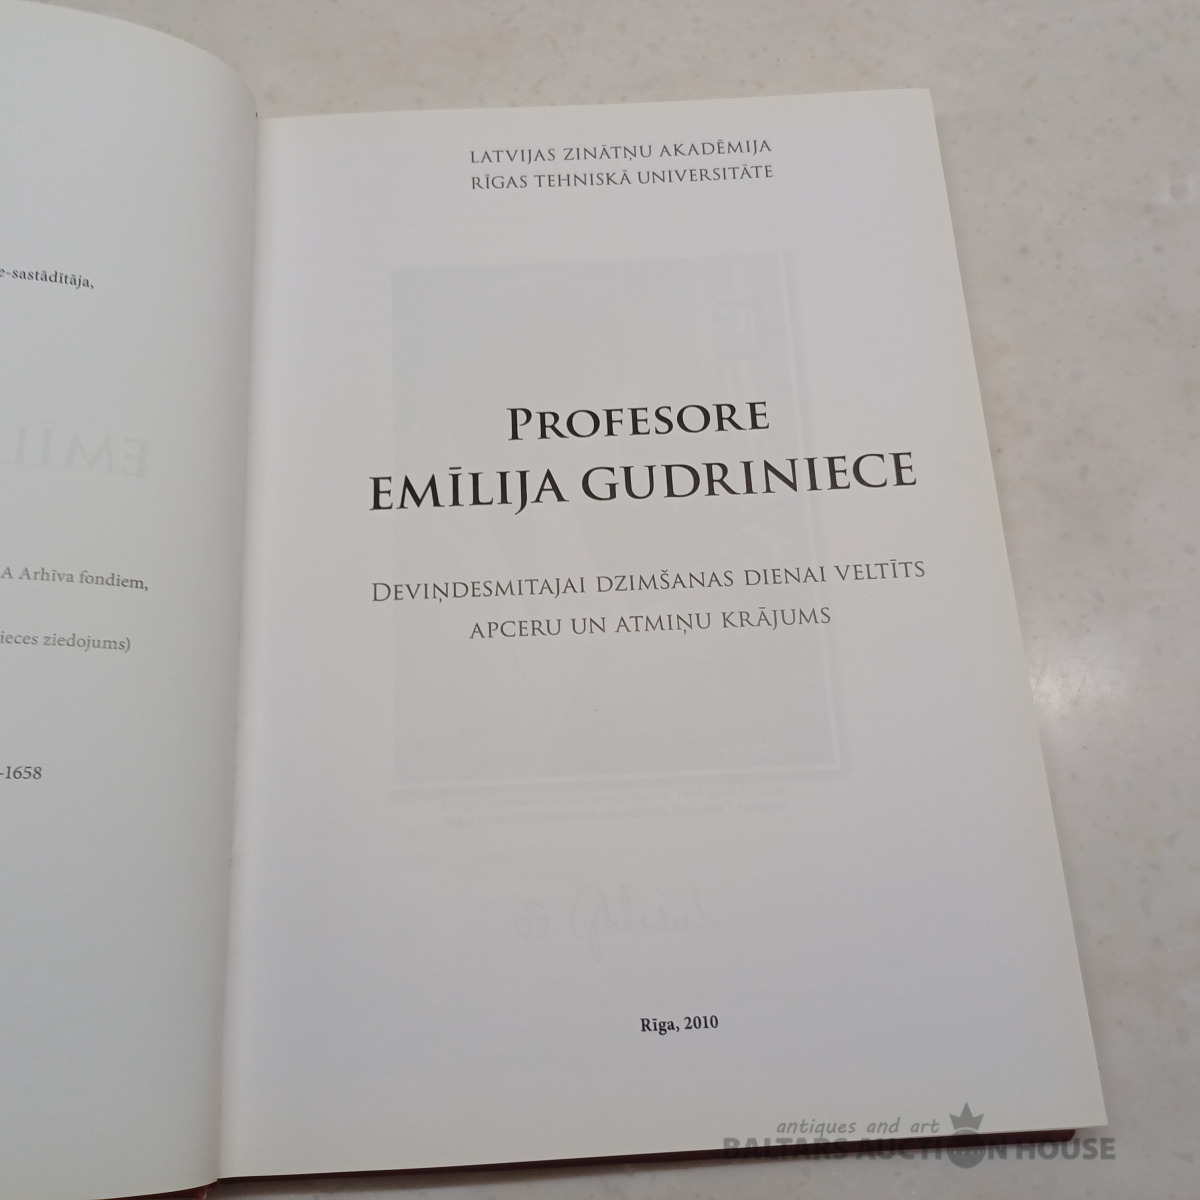 e-sastādītāja,
A Arhīva fondiem,
ieces ziedojums)
-1658
LATVIJAS ZINĀTŅU AKADĒMIJA
RĪGAS TEHNISKĀ UNIVERSITĀTE
PROFESORE
EMĪLIJA GUDRINIECE
DEVIŅDESMITAJAI DZIMŠANAS DIENAI VELTĪTS
APCERU UN ATMIŅU KRĀJUMS
Rīga, 2010
antiques and art
BALTARS AUCTION HOUSE